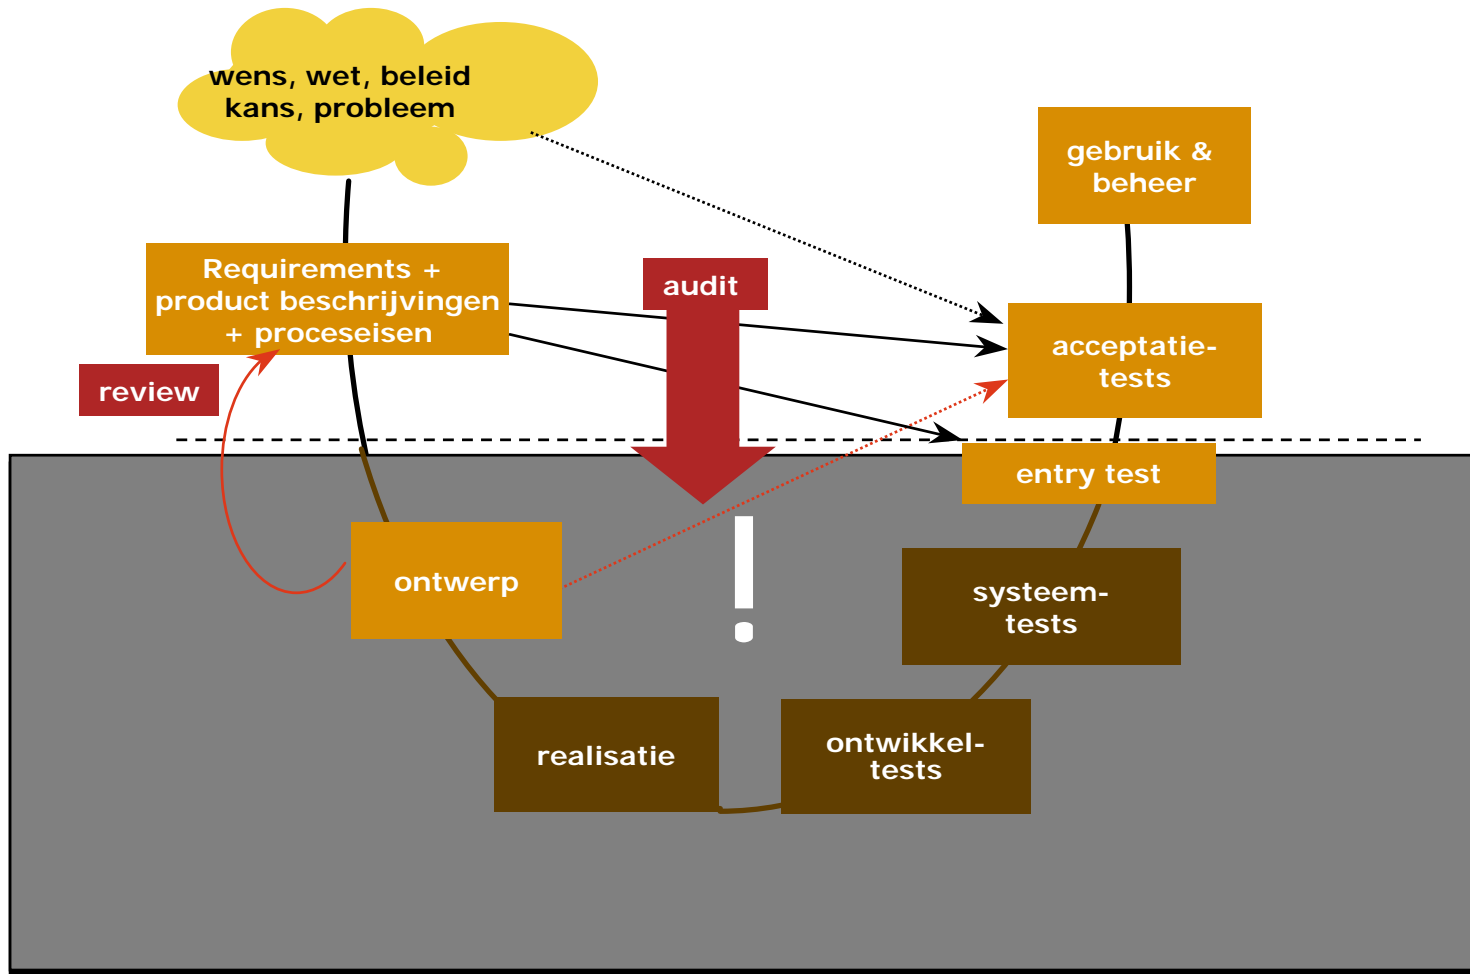 wens, wet, beleid
kans, probleem
gebruik &
beheer
Requirements +
product beschrijvingen
+ proceseisen
audit
acceptatie-
tests
review
entry test
!
ontwerp
systeem-
tests
realisatie
ontwikkel-
tests